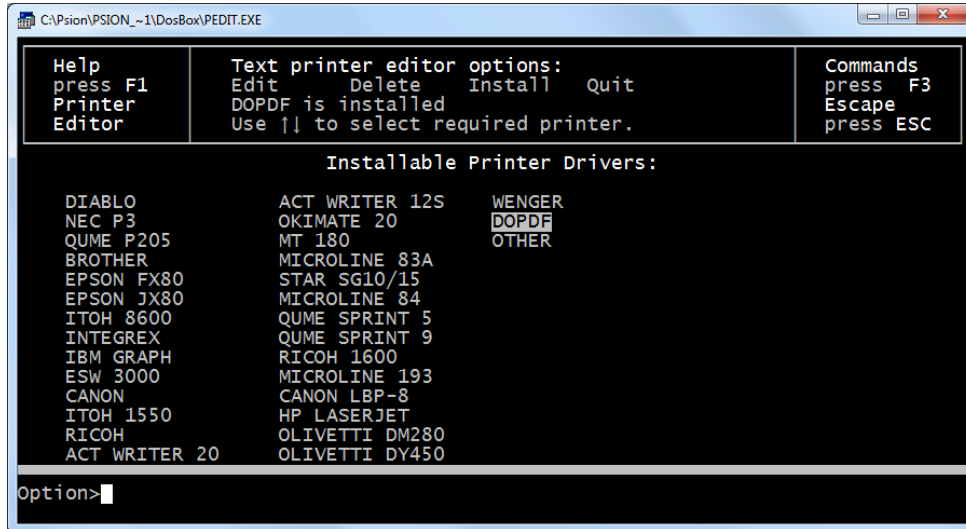 C:\Psion\PSION_~1\DosBox\PEDIT.EXE
Help Text printer editor options: Commands
press F1 Edit Delete Install Quit press F3
Printer DOPDF is installed Escape
Editor Use ↑↓ to select required printer. press ESC
Installable Printer Drivers:
DIABLO ACT WRITER 12S WENGER
NEC P3 OKIMATE 20 DOPDF
QUME P205 MT 180 OTHER
BROTHER MICROLINE 83A
EPSON FX80 STAR SG10/15
EPSON JX80 MICROLINE 84
ITOH 8600 QUME SPRINT 5
INTEGREX QUME SPRINT 9
IBM GRAPH RICOH 1600
ESW 3000 MICROLINE 193
CANON CANON LBP-8
ITOH 1550 HP LASERJET
RICOH OLIVETTI DM280
ACT WRITER 20 OLIVETTI DY450
Option>